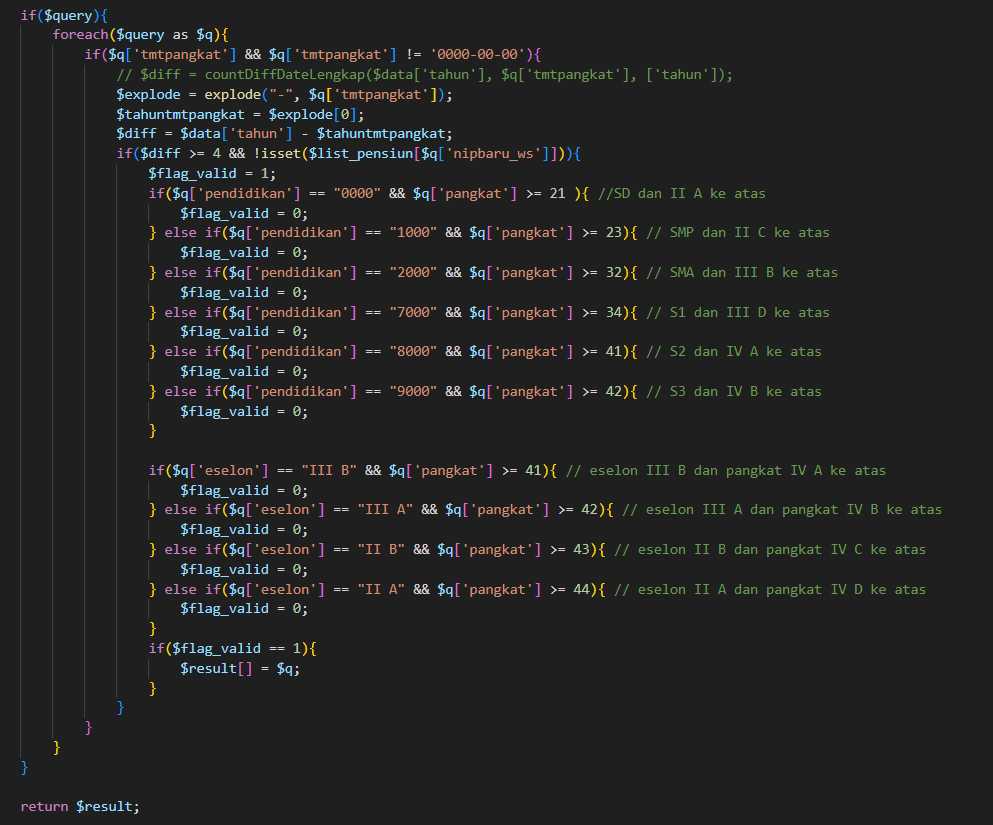 if($query){
foreach($query as $q){
if($q['tmtpangkat'] && $q['tmtpangkat'] != '0000-00-00'){
// $diff = countDiffDateLengkap($data['tahun'], $q['tmtpangkat'], ['tahun']);
$explode = explode("-", $q['tmtpangkat']);
$tahuntmtpangkat = $explode[0];
$diff = $data['tahun'] - $tahuntmtpangkat;
if($diff >= 4 && !isset($list_pensiun[$q['nipbaru_ws']])){
$flag_valid = 1;
if($q['pendidikan'] == "0000" && $q['pangkat'] >= 21 ){ //SD dan II A ke atas
$flag_valid = 0;
} else if($q['pendidikan'] == "1000" && $q['pangkat'] >= 23){ // SMP dan II C ke atas
$flag_valid = 0;
} else if($q['pendidikan'] == "2000" && $q['pangkat'] >= 32){ // SMA dan III B ke atas
$flag_valid = 0;
} else if($q['pendidikan'] == "7000" && $q['pangkat'] >= 34){ // S1 dan III D ke atas
$flag_valid = 0;
} else if($q['pendidikan'] == "8000" && $q['pangkat'] >= 41){ // S2 dan IV A ke atas
$flag_valid = 0;
} else if($q['pendidikan'] == "9000" && $q['pangkat'] >= 42){ // S3 dan IV B ke atas
$flag_valid = 0;
}
if($q['eselon'] == "III B" && $q['pangkat'] >= 41){ // eselon III B dan pangkat IV A ke atas
$flag_valid = 0;
} else if($q['eselon'] == "III A" && $q['pangkat'] >= 42){ // eselon III A dan pangkat IV B ke atas
$flag_valid = 0;
} else if($q['eselon'] == "II B" && $q['pangkat'] >= 43){ // eselon II B dan pangkat IV C ke atas
$flag_valid = 0;
} else if($q['eselon'] == "II A" && $q['pangkat'] >= 44){ // eselon II A dan pangkat IV D ke atas
$flag_valid = 0;
}
if($flag_valid == 1){
$result[] = $q;
}
}
}
}
}
return $result;